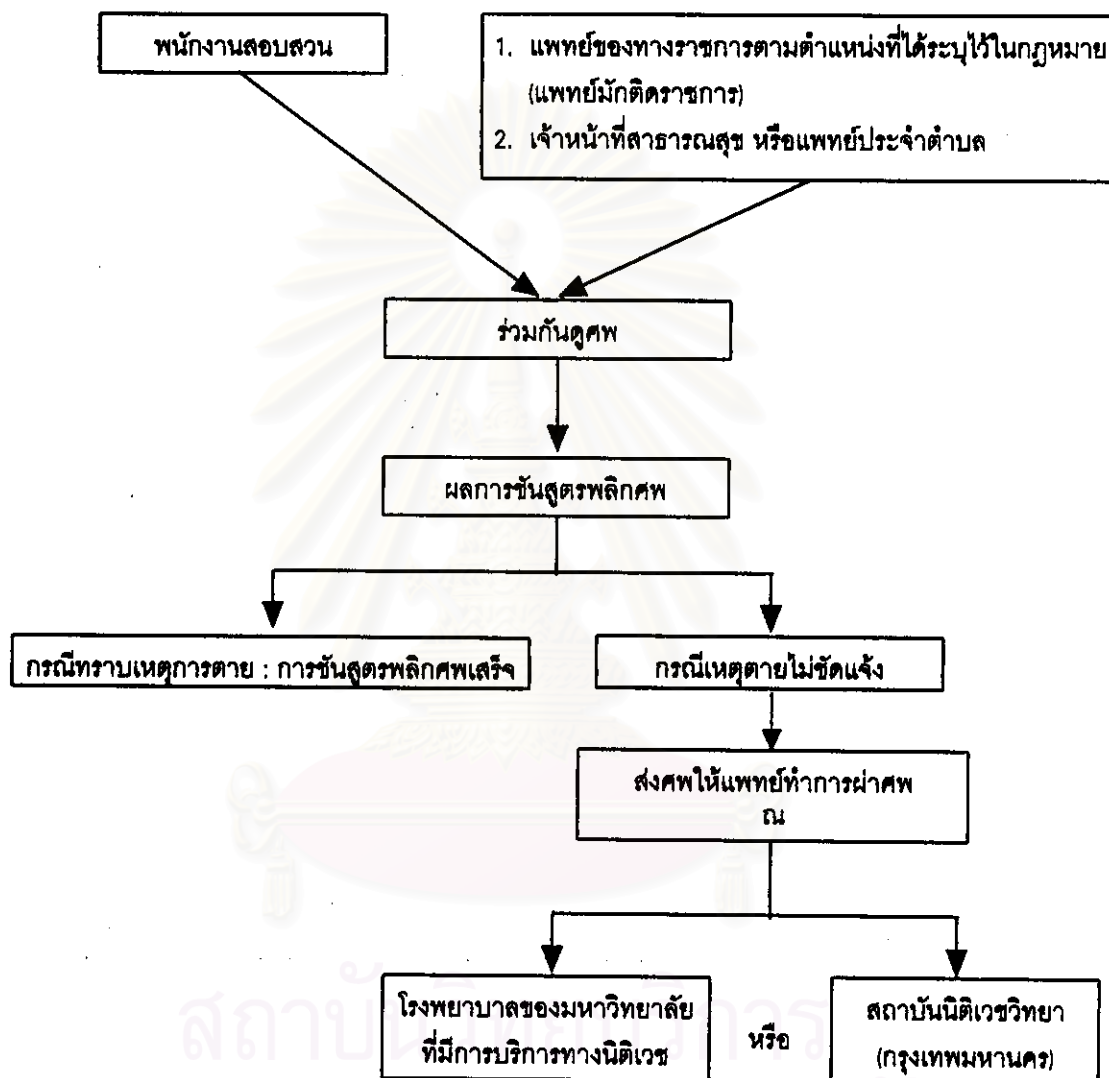 พนักงานสอบสวน
1. แพทย์ของทางราชการตามตำแหน่งที่ได้ระบุไว้ในกฎหมาย
(แพทย์มักติดราชการ)
2. เจ้าหน้าที่สาธารณสุข หรือแพทย์ประจำตำบล
ร่วมกันดูศพ
ผลการชันสูตรพลิกศพ
กรณีทราบเหตุการตาย : การชันสูตรพลิกศพเสร็จ
กรณีเหตุตายไม่ชัดแจ้ง
ส่งศพให้แพทย์ทำการผ่าศพ
ณ
โรงพยาบาลของมหาวิทยาลัย
ที่มีการบริการทางนิติเวช
หรือ
สถาบันนิติเวชวิทยา
(กรุงเทพมหานคร)
สถาบันวิทยบริการ